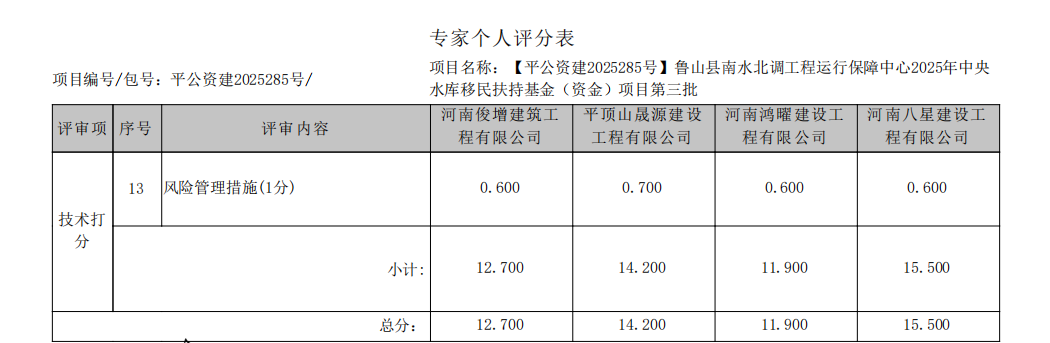 专家个人评分表
项目编号/包号：平公资建2025285号/
项目名称：【平公资建2025285号】鲁山县南水北调工程运行保障中心2025年中央
水库移民扶持基金（资金）项目第三批
评审项 序号 评审内容 河南俊增建筑工 平顶山晟源建设 河南鸿曜建设工 河南八星建设工
程有限公司 工程有限公司 程有限公司 程有限公司
13 风险管理措施(1分) 0.600 0.700 0.600 0.600
技术打
分
小计: 12.700 14.200 11.900 15.500
总分： 12.700 14.200 11.900 15.500